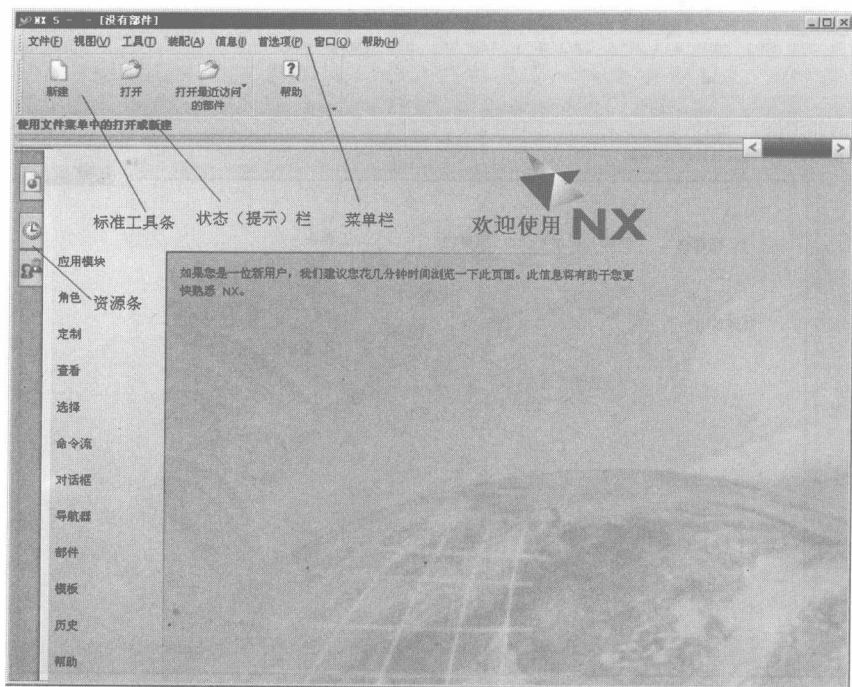 NX 5 - - [没有部件]
文件(F) 视图(V) 工具(T) 装配(A) 信息(I) 首选项(P) 窗口(O) 帮助(H)
新建 打开 打开最近访问的部件 帮助
使用文件菜单中的打开或新建
标准工具条 状态（提示）栏 菜单栏 欢迎使用 NX
应用模块
如果您是一位新用户，我们建议您花几分钟时间浏览一下此页面。此信息将有助于您更
快熟悉 NX。
角色
资源条
定制
查看
选择
命令流
对话框
导航器
部件
模板
历史
帮助